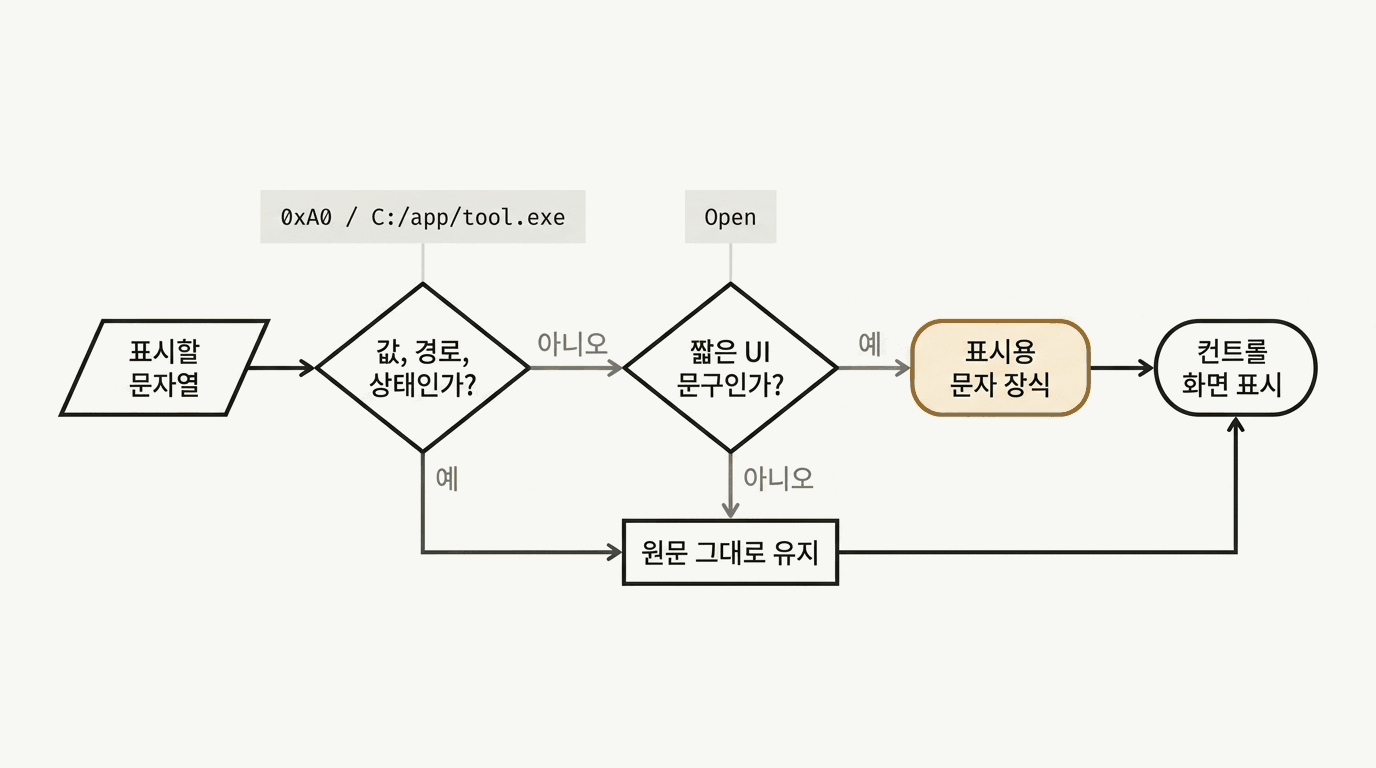 0xA0 / C:/app/tool.exe
Open
표시할
문자열
값, 경로,
상태인가?
아니오
짧은 UI
문구인가?
예
표시용
문자 장식
컨트롤
화면 표시
예
아니오
원문 그대로 유지